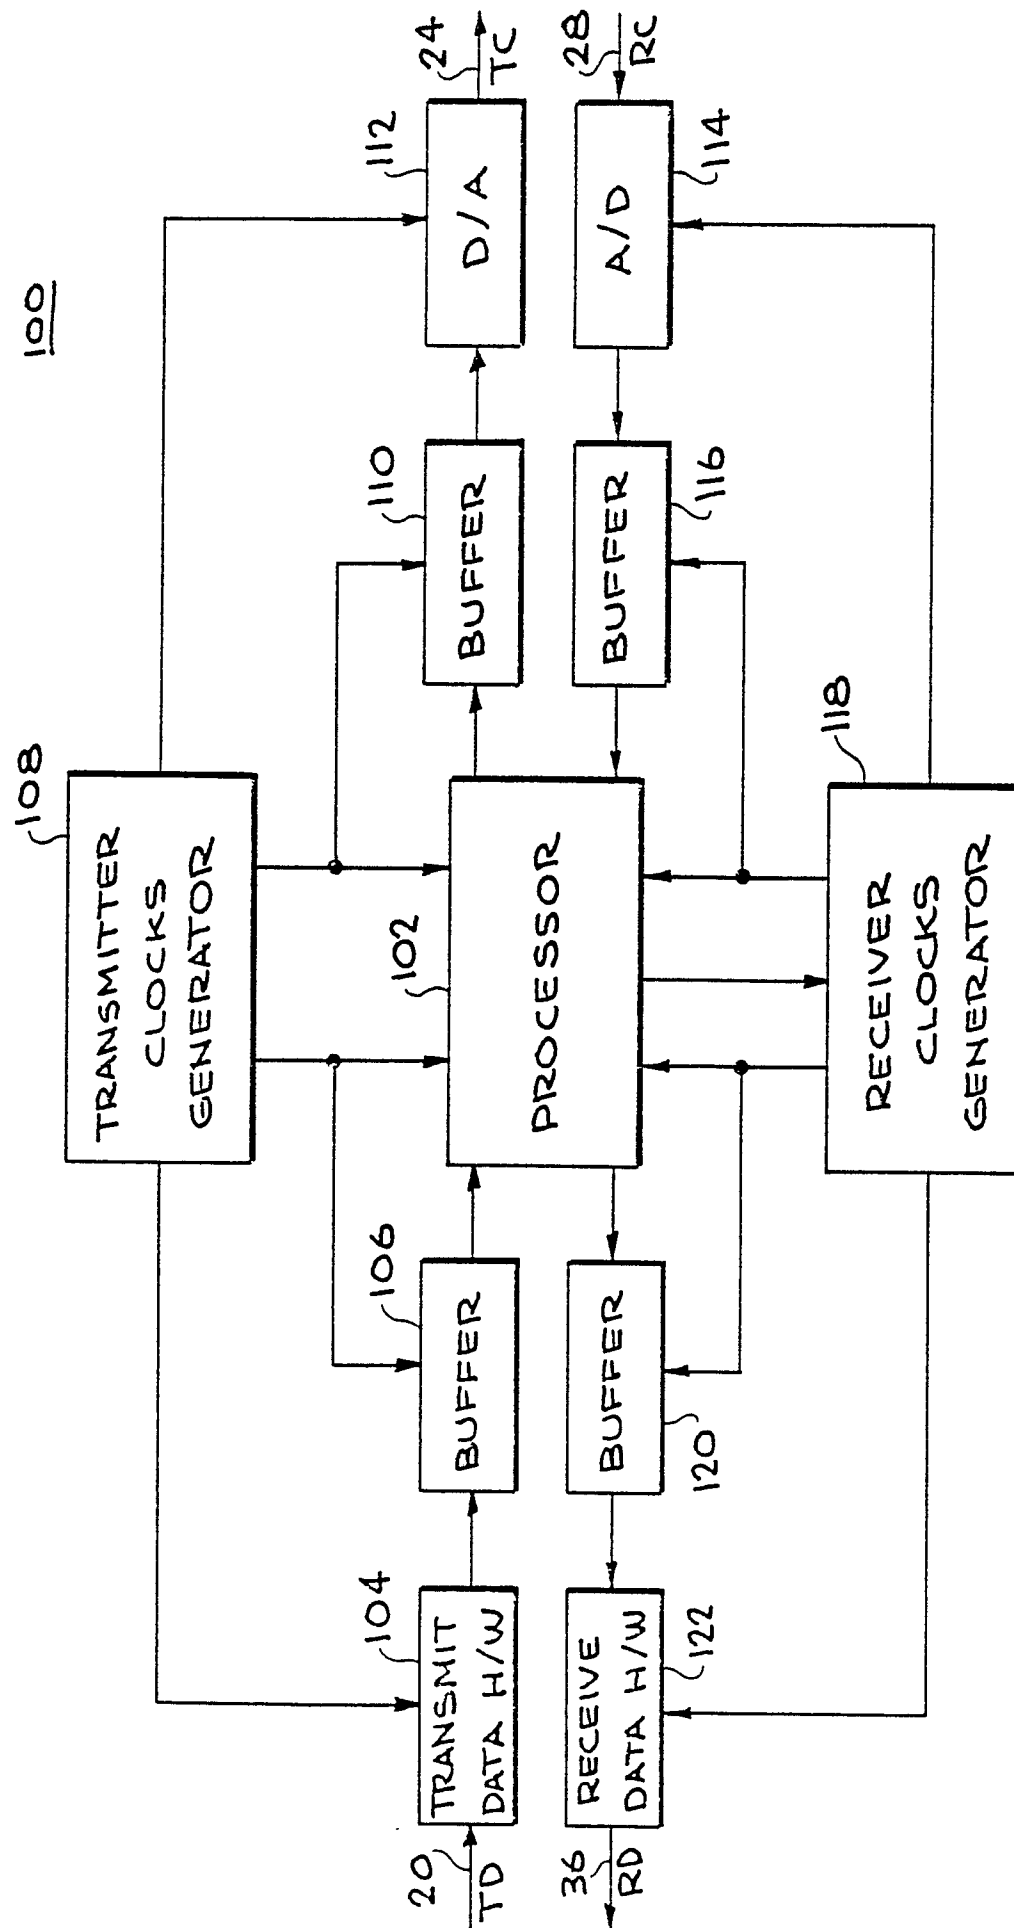 100
108
TRANSMITTER
CLOCKS
GENERATOR
20
TD
104
TRANSMIT
DATA H/W
106
BUFFER
102
PROCESSOR
110
BUFFER
112
D/A
24
TC
36
RD
RECEIVE
DATA H/W
122
BUFFER
120
BUFFER
116
A/D
114
28
RC
118
RECEIVER
CLOCKS
GENERATOR